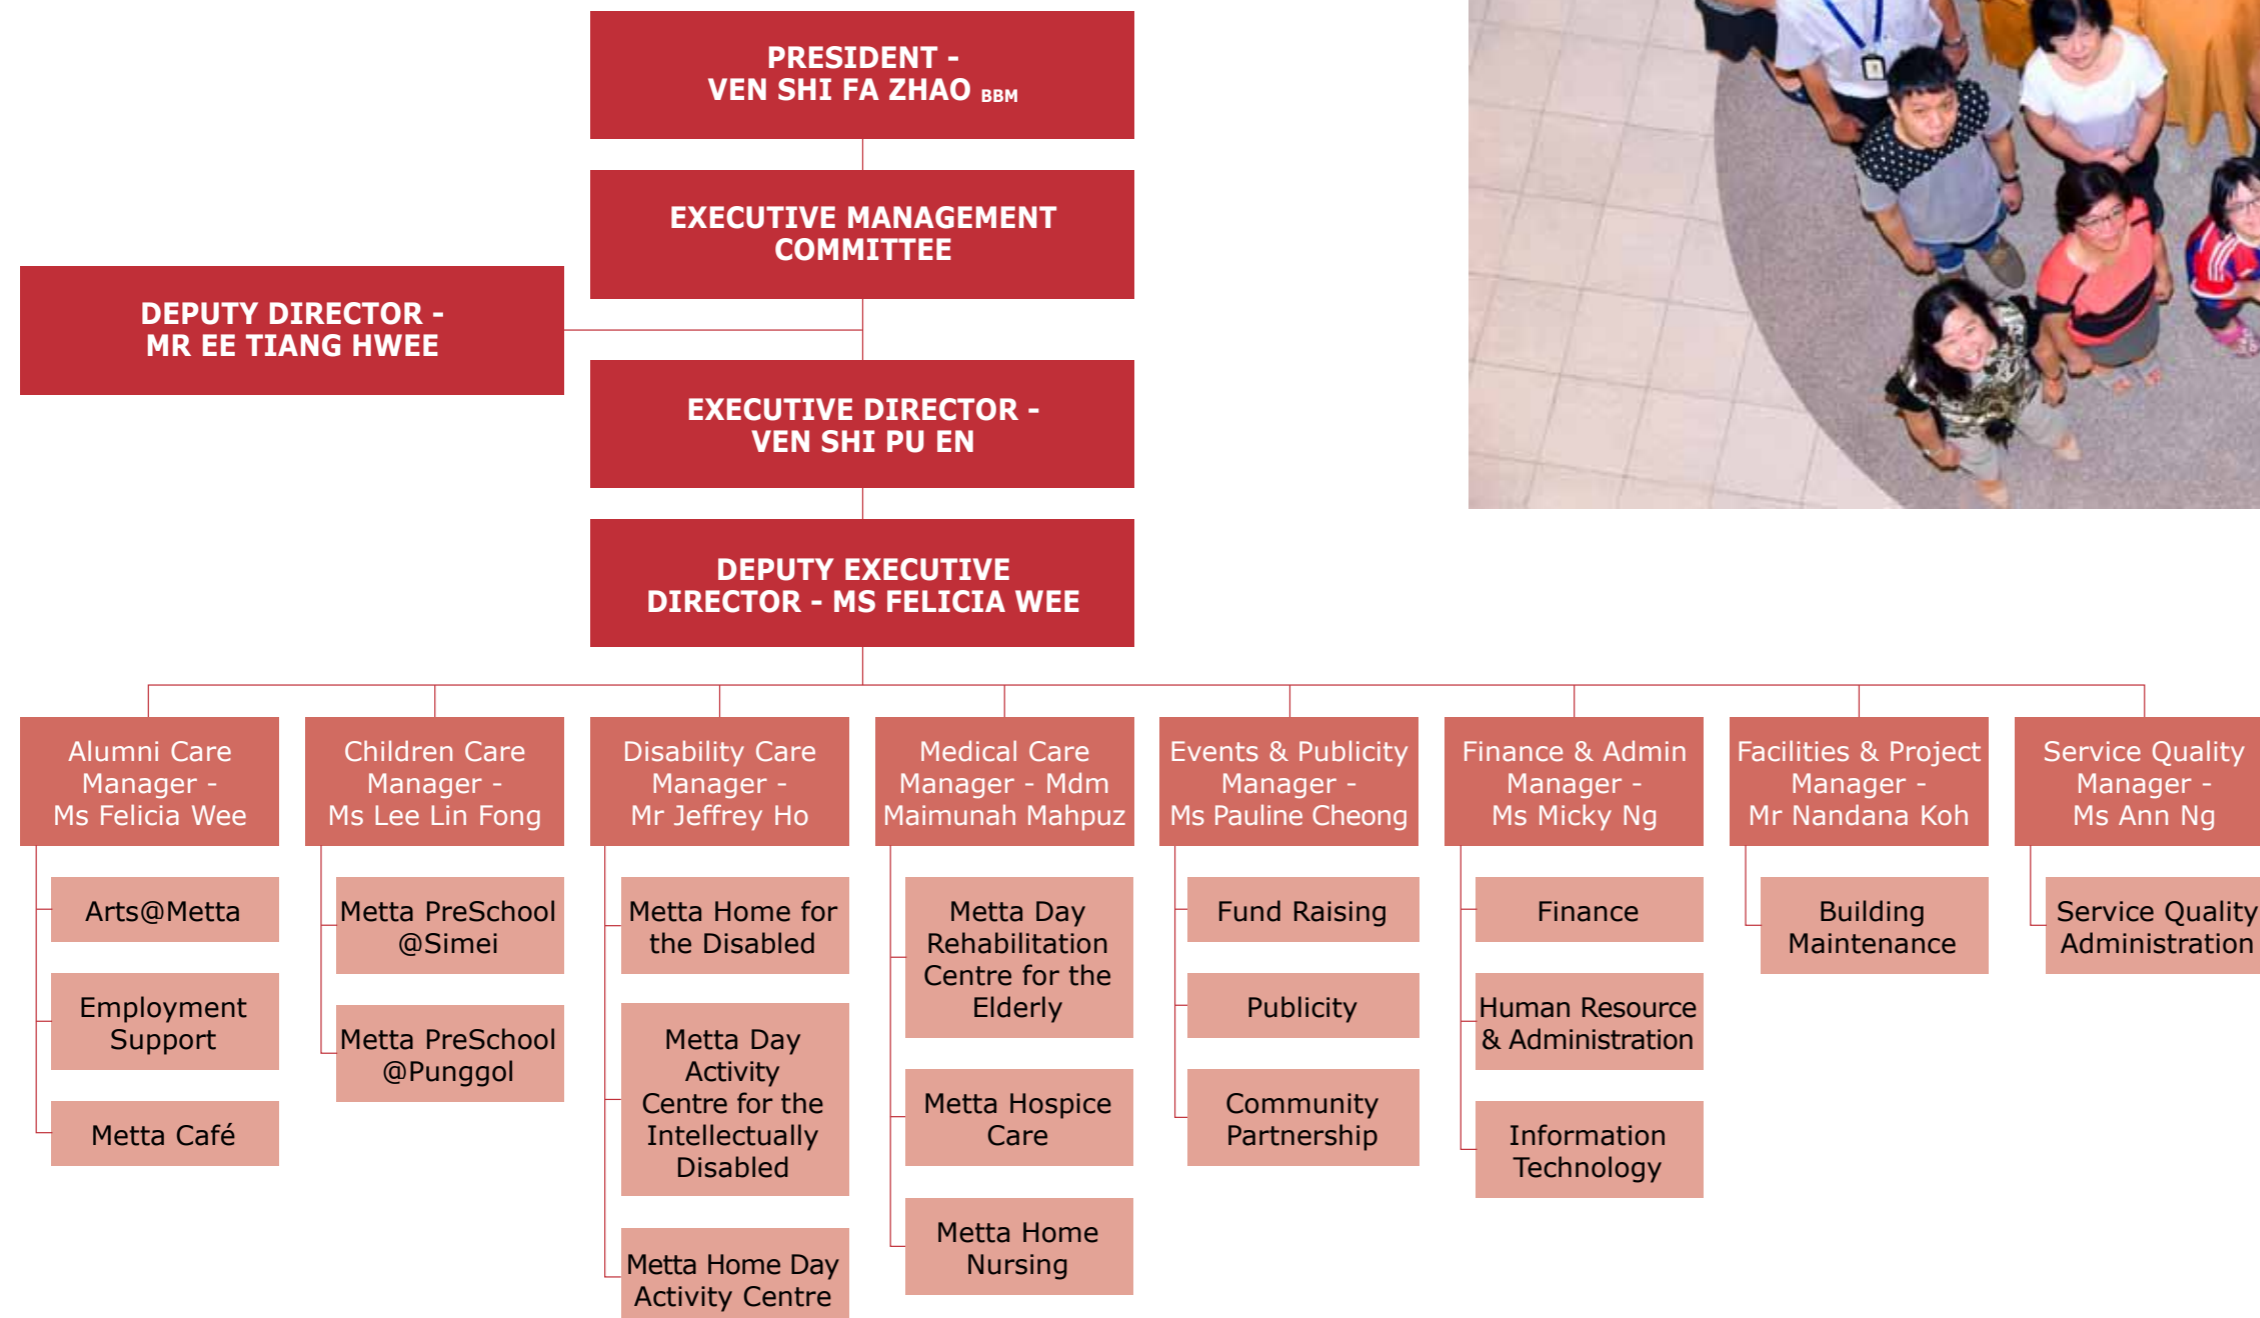 PRESIDENT -
VEN SHI FA ZHAO BBM
EXECUTIVE MANAGEMENT
COMMITTEE
DEPUTY DIRECTOR -
MR EE TIANG HWEE
EXECUTIVE DIRECTOR -
VEN SHI PU EN
DEPUTY EXECUTIVE
DIRECTOR - MS FELICIA WEE
Alumni Care
Manager -
Ms Felicia Wee
Arts@Metta
Employment
Support
Metta Café
Children Care
Manager -
Ms Lee Lin Fong
Metta PreSchool
@Simei
Metta PreSchool
@Punggol
Disability Care
Manager -
Mr Jeffrey Ho
Metta Home for
the Disabled
Metta Day
Activity
Centre for the
Intellectually
Disabled
Metta Home Day
Activity Centre
Medical Care
Manager - Mdm
Maimunah Mahpuz
Metta Day
Rehabilitation
Centre for the
Elderly
Metta Hospice
Care
Metta Home
Nursing
Events & Publicity
Manager -
Ms Pauline Cheong
Fund Raising
Publicity
Community
Partnership
Finance & Admin
Manager -
Ms Micky Ng
Finance
Human Resource
& Administration
Information
Technology
Facilities & Project
Manager -
Mr Nandana Koh
Building
Maintenance
Service Quality
Manager -
Ms Ann Ng
Service Quality
Administration